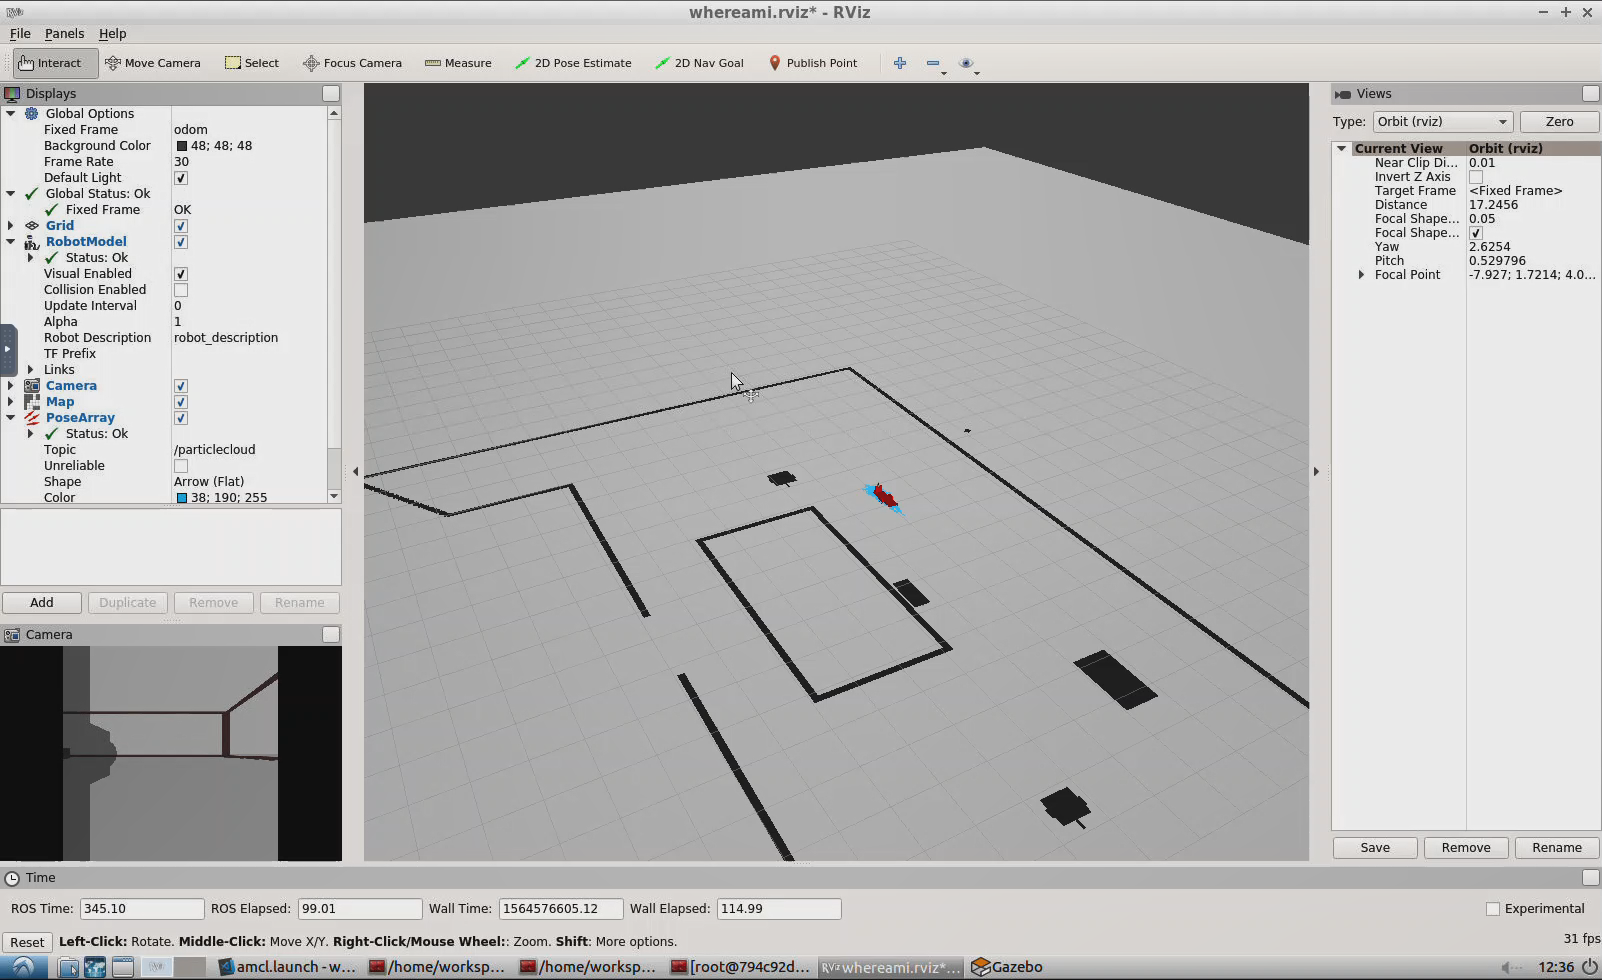 RViz
whereami.rviz* - RViz
File Panels Help
Interact Move Camera Select Focus Camera Measure 2D Pose Estimate 2D Nav Goal Publish Point
Displays
Global Options
Fixed Frame odom
Background Color 48; 48; 48
Frame Rate 30
Default Light
Global Status: Ok
Fixed Frame OK
Grid
RobotModel
Status: Ok
Visual Enabled
Collision Enabled
Update Interval 0
Alpha 1
Robot Description robot_description
TF Prefix
Links
Camera
Map
PoseArray
Status: Ok
Topic /particlecloud
Unreliable
Shape Arrow (Flat)
Color 38; 190; 255
Add Duplicate Remove Rename
Camera
Views
Type: Orbit (rviz) Zero
Current View Orbit (rviz)
Near Clip Di... 0.01
Invert Z Axis
Target Frame <Fixed Frame>
Distance 17.2456
Focal Shape... 0.05
Focal Shape...
Yaw 2.6254
Pitch 0.529796
Focal Point -7.927; 1.7214; 4.0...
Save Remove Rename
Time
ROS Time: 345.10 ROS Elapsed: 99.01 Wall Time: 1564576605.12 Wall Elapsed: 114.99 Experimental
Reset Left-Click: Rotate. Middle-Click: Move X/Y. Right-Click/Mouse Wheel:: Zoom. Shift: More options. 31 fps
amcl.launch - w... /home/worksp... /home/worksp... [root@794c92d... RViz whereami.rviz*... Gazebo 12:36